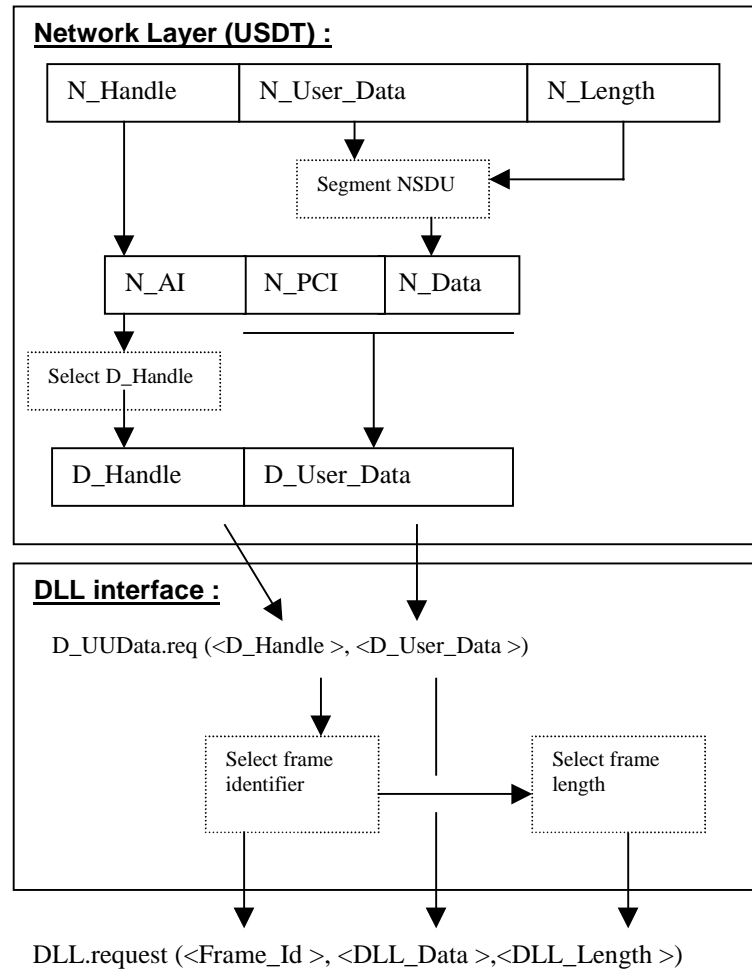 Network Layer (USDT) :
N_Handle N_User_Data N_Length
Segment NSDU
N_AI N_PCI N_Data
Select D_Handle
D_Handle D_User_Data
DLL interface :
D_UUData.req (<D_Handle >, <D_User_Data >)
Select frame
identifier
Select frame
length
DLL.request (<Frame_Id >, <DLL_Data >,<DLL_Length >)